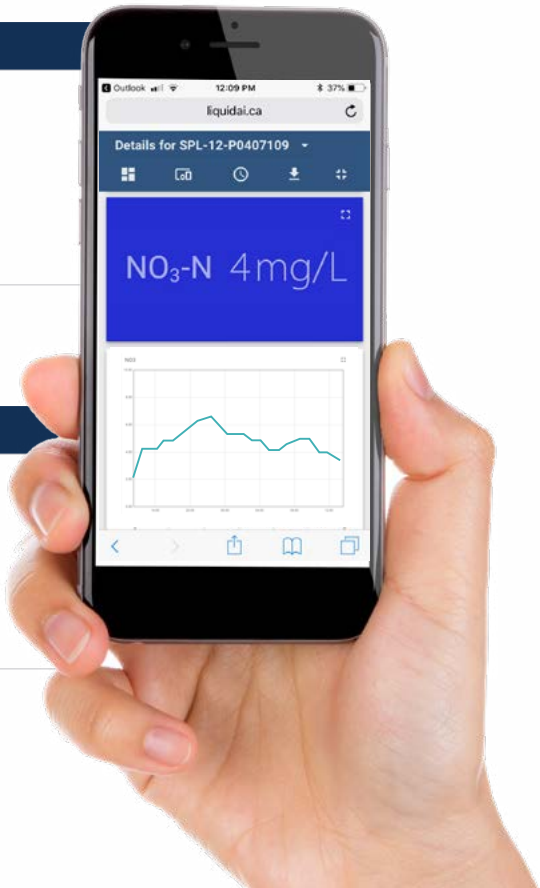 Outlook 12:09 PM 37%
liquidai.ca
Details for SPL-12-P0407109
NO₃-N 4mg/L
NO3